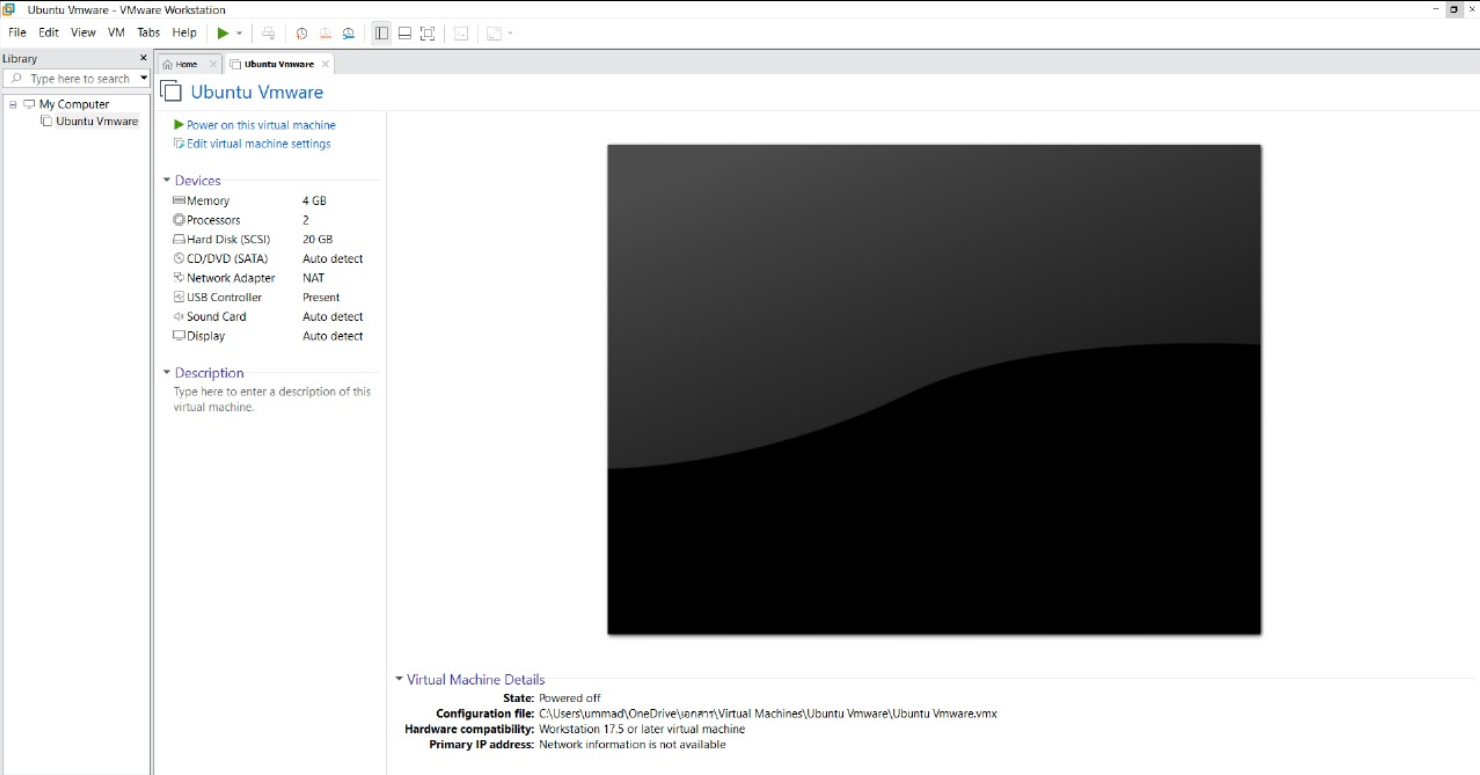 Ubuntu Vmware - VMware Workstation
File Edit View VM Tabs Help
Library
Type here to search
Home
Ubuntu Vmware
My Computer
Ubuntu Vmware
Ubuntu Vmware
Power on this virtual machine
Edit virtual machine settings
Devices
Memory 4 GB
Processors 2
Hard Disk (SCSI) 20 GB
CD/DVD (SATA) Auto detect
Network Adapter NAT
USB Controller Present
Sound Card Auto detect
Display Auto detect
Description
Type here to enter a description of this
virtual machine.
Virtual Machine Details
State: Powered off
Configuration file: C:\Users\ummad\OneDrive\เอกสาร\Virtual Machines\Ubuntu Vmware\Ubuntu Vmware.vmx
Hardware compatibility: Workstation 17.5 or later virtual machine
Primary IP address: Network information is not available